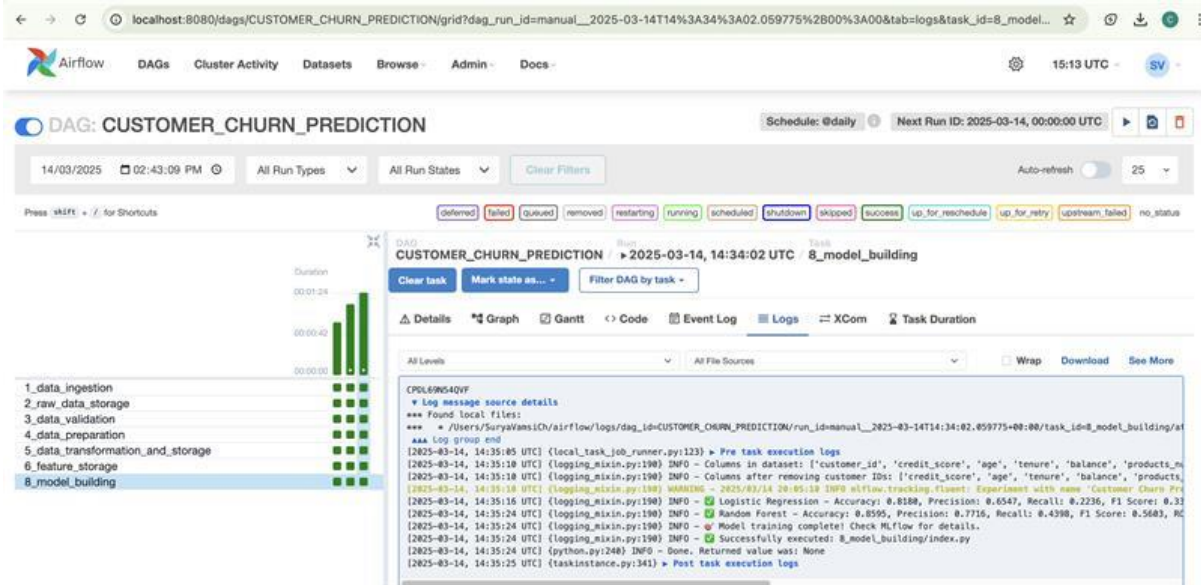 localhost:8080/dags/CUSTOMER_CHURN_PREDICTION/grid?dag_run_id=manual__2025-03-14T14%3A34%3A02.059775%2B00%3A00&tab=logs&task_id=8_model...
Airflow DAGs Cluster Activity Datasets Browse Admin Docs 15:13 UTC SV
DAG: CUSTOMER_CHURN_PREDICTION Schedule: @daily Next Run ID: 2025-03-14, 00:00:00 UTC
14/03/2025 02:43:09 PM All Run Types All Run States Clear Filters Auto-refresh 25
Press shift + / for Shortcuts deferred failed queued removed restarting running scheduled shutdown skipped success up_for_reschedule up_for_retry upstream_failed no_status
DAG Run Task
CUSTOMER_CHURN_PREDICTION / 2025-03-14, 14:34:02 UTC / 8_model_building
Clear task Mark state as... Filter DAG by task
Duration
00:01:24
00:00:42
00:00:00
Details Graph Gantt <> Code Event Log Logs XCom Task Duration
All Levels All File Sources Wrap Download See More
1_data_ingestion
2_raw_data_storage
3_data_validation
4_data_preparation
5_data_transformation_and_storage
6_feature_storage
8_model_building
CPDL69N54QVF
▼ Log message source details
*** Found local files:
*** * /Users/SuryaVamsiCh/airflow/logs/dag_id=CUSTOMER_CHURN_PREDICTION/run_id=manual__2025-03-14T14:34:02.059775+00:00/task_id=8_model_building/at
▲▲▲ Log group end
[2025-03-14, 14:35:05 UTC] {local_task_job_runner.py:123} ▶ Pre task execution logs
[2025-03-14, 14:35:10 UTC] {logging_mixin.py:190} INFO - Columns in dataset: ['customer_id', 'credit_score', 'age', 'tenure', 'balance', 'products_nu
[2025-03-14, 14:35:10 UTC] {logging_mixin.py:190} INFO - Columns after removing customer IDs: ['credit_score', 'age', 'tenure', 'balance', 'products_
[2025-03-14, 14:35:10 UTC] {logging_mixin.py:190} WARNING - 2025/03/14 20:05:10 INFO mlflow.tracking.fluent: Experiment with name 'Customer Churn Pre
[2025-03-14, 14:35:16 UTC] {logging_mixin.py:190} INFO - ✅ Logistic Regression - Accuracy: 0.8180, Precision: 0.6547, Recall: 0.2236, F1 Score: 0.33
[2025-03-14, 14:35:24 UTC] {logging_mixin.py:190} INFO - ✅ Random Forest - Accuracy: 0.8595, Precision: 0.7716, Recall: 0.4398, F1 Score: 0.5603, RO
[2025-03-14, 14:35:24 UTC] {logging_mixin.py:190} INFO - 🎯 Model training complete! Check MLflow for details.
[2025-03-14, 14:35:24 UTC] {logging_mixin.py:190} INFO - ✅ Successfully executed: 8_model_building/index.py
[2025-03-14, 14:35:24 UTC] {python.py:240} INFO - Done. Returned value was: None
[2025-03-14, 14:35:25 UTC] {taskinstance.py:341} ▶ Post task execution logs